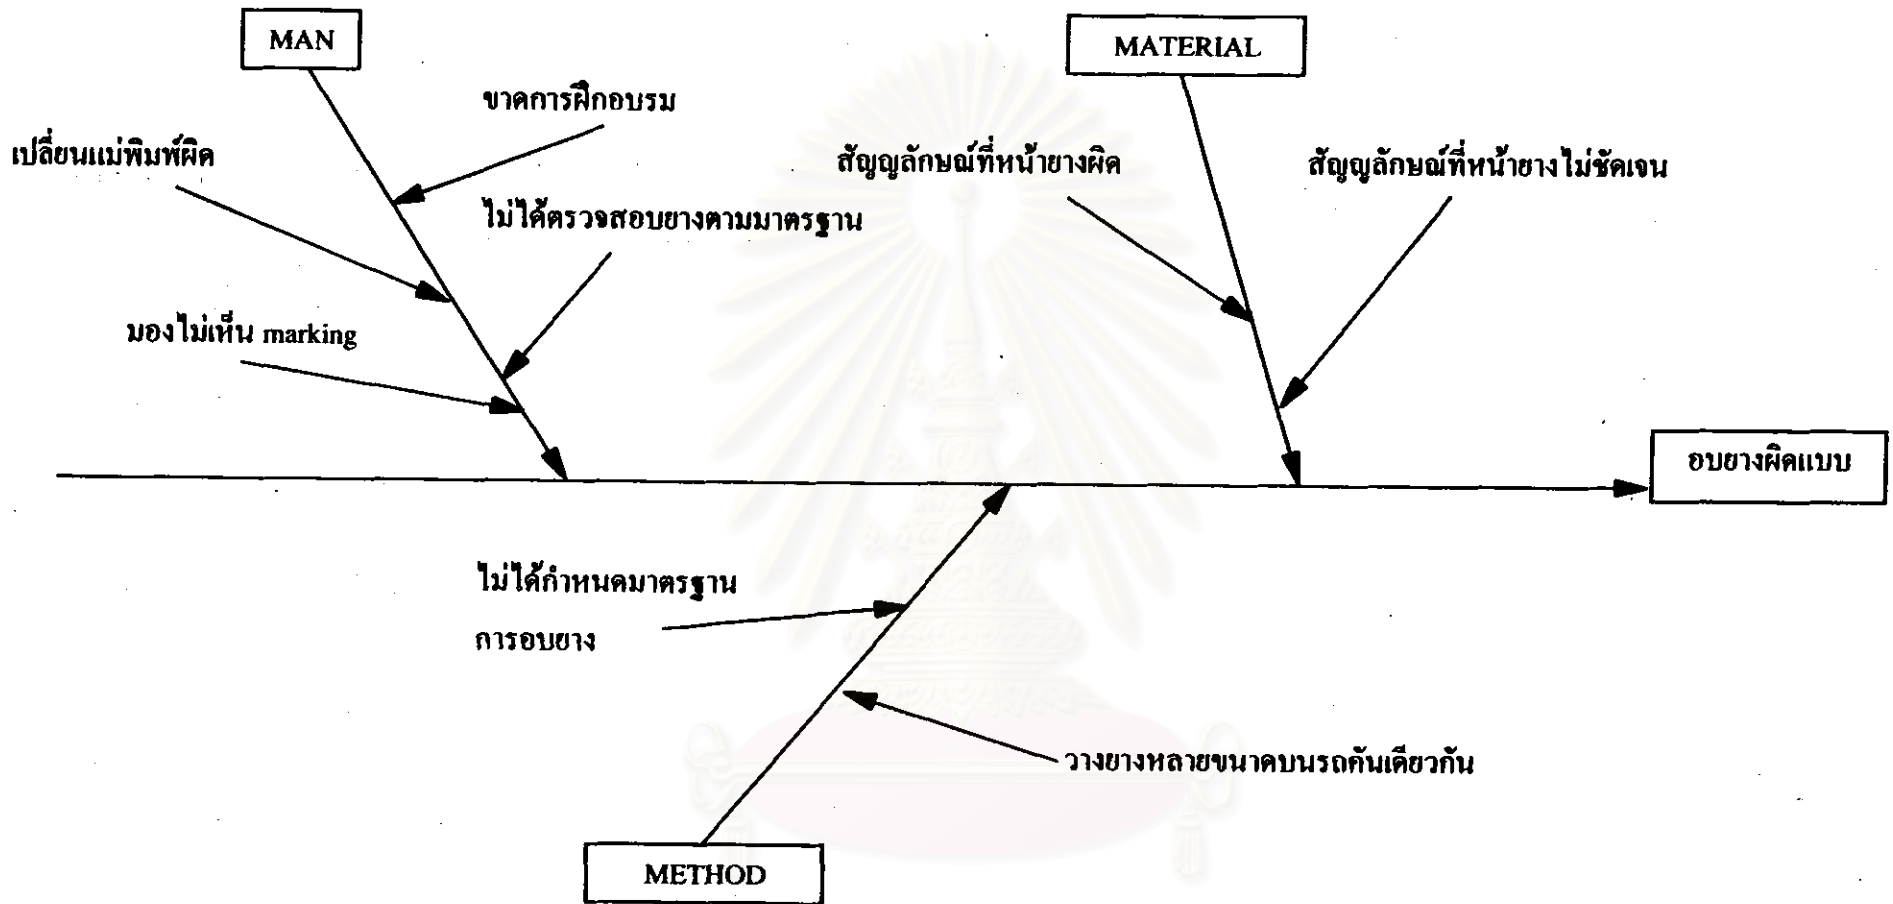 MAN
MATERIAL
ขาดการฝึกอบรม
เปลี่ยนแม่พิมพ์ผิด
สัญญลักษณ์ที่หน้ายางผิด
สัญญลักษณ์ที่หน้ายางไม่ชัดเจน
ไม่ได้ตรวจสอบยางตามมาตรฐาน
มองไม่เห็น marking
อบยางผิดแบบ
ไม่ได้กำหนดมาตรฐาน
การอบยาง
วางยางหลายขนาดบนรถคันเดียวกัน
METHOD